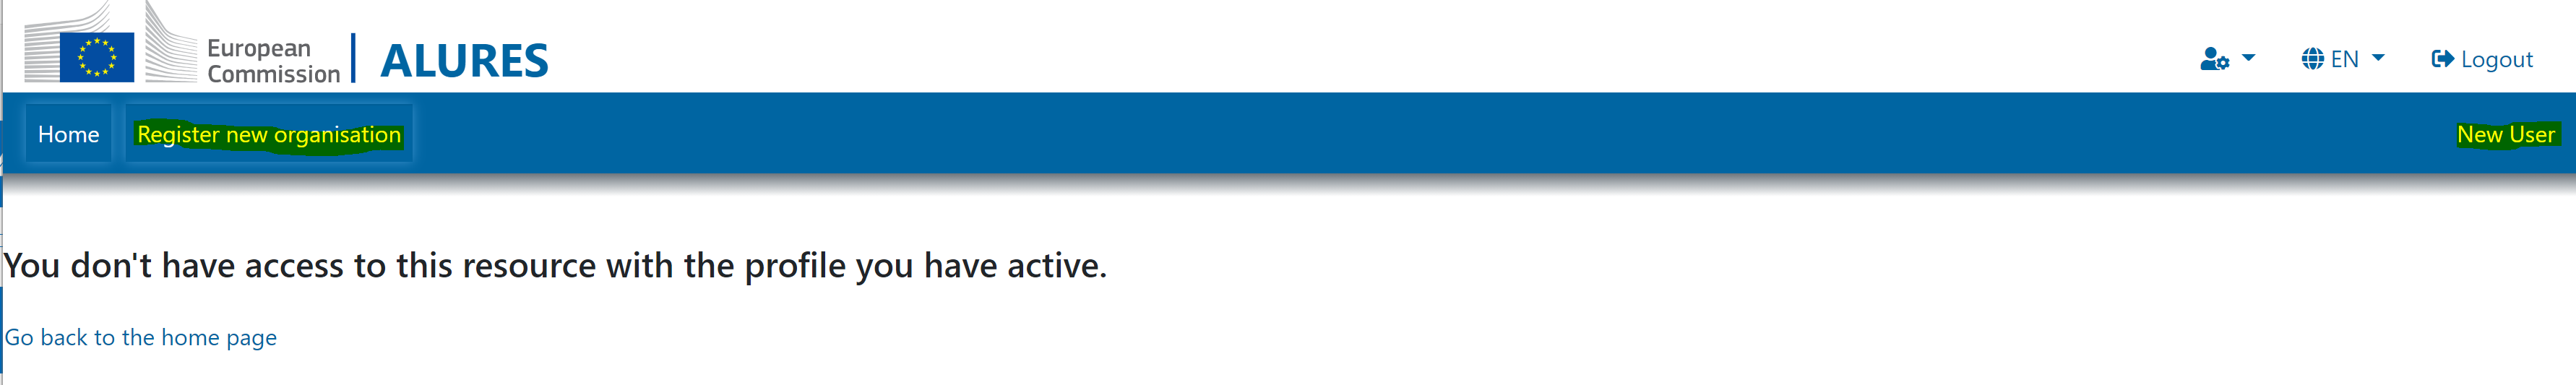 European
Commission
ALURES
EN
Logout
Home
Register new organisation
New User
You don't have access to this resource with the profile you have active.
Go back to the home page